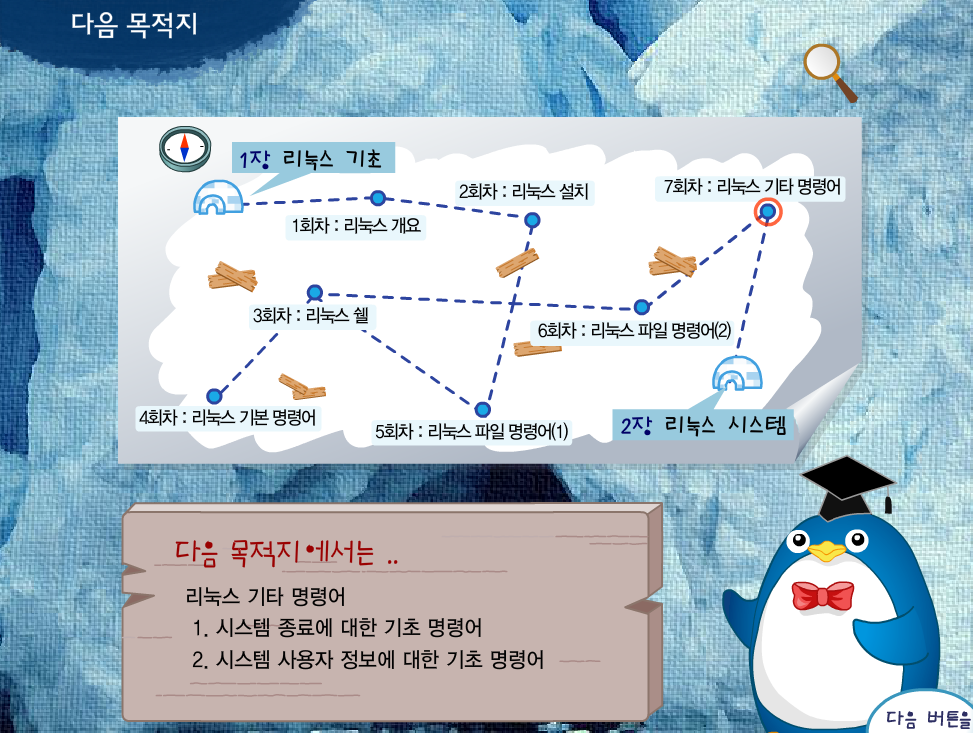 다음 목적지
1장 리눅스 기초
1회차 : 리눅스 개요
2회차 : 리눅스 설치
7회차 : 리눅스 기타 명령어
3회차 : 리눅스 쉘
6회차 : 리눅스 파일 명령어(2)
4회차 : 리눅스 기본 명령어
5회차 : 리눅스 파일 명령어(1)
2장 리눅스 시스템
다음 목적지에서는 ..
리눅스 기타 명령어
1. 시스템 종료에 대한 기초 명령어
2. 시스템 사용자 정보에 대한 기초 명령어
다음 버튼을